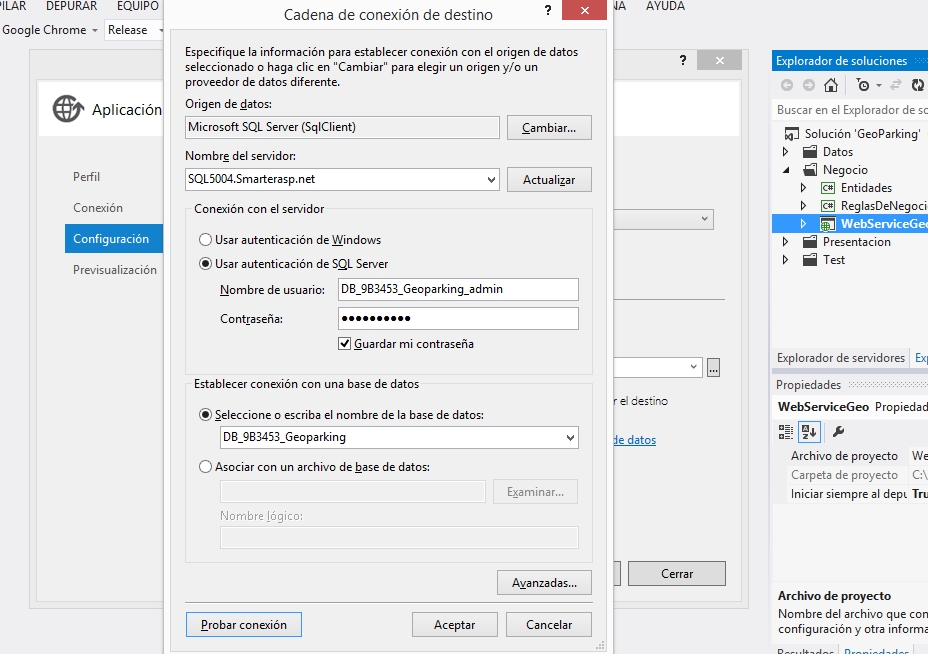 PILAR DEPURAR EQUIPO
NA AYUDA
Google Chrome Release
Cadena de conexión de destino
?
Especifique la información para establecer conexión con el origen de datos
seleccionado o haga clic en "Cambiar" para elegir un origen y/o un
proveedor de datos diferente.
Origen de datos:
Microsoft SQL Server (SqlClient)
Cambiar...
Nombre del servidor:
SQL5004.Smarterasp.net
Actualizar
Conexión con el servidor
Usar autenticación de Windows
Usar autenticación de SQL Server
Nombre de usuario: DB_9B3453_Geoparking_admin
Contraseña: ●●●●●●●●●●
Guardar mi contraseña
Establecer conexión con una base de datos
Seleccione o escriba el nombre de la base de datos:
DB_9B3453_Geoparking
Asociar con un archivo de base de datos:
Examinar...
Nombre lógico:
Avanzadas...
Probar conexión Aceptar Cancelar
Aplicación
Perfil
Conexión
Configuración
Previsualización
?
...
r el destino
de datos
Cerrar
Explorador de soluciones
Buscar en el Explorador de so
Solución 'GeoParking'
Datos
Negocio
C# Entidades
C# ReglasDeNegoci
WebServiceGeo
Presentacion
Test
Explorador de servidores Exp
Propiedades
WebServiceGeo Propiedad
Archivo de proyecto We
Carpeta de proyecto C:\
Iniciar siempre al depu Tru
Archivo de proyecto
Nombre del archivo que con
configuración y otra informa
Resultados Propiedades